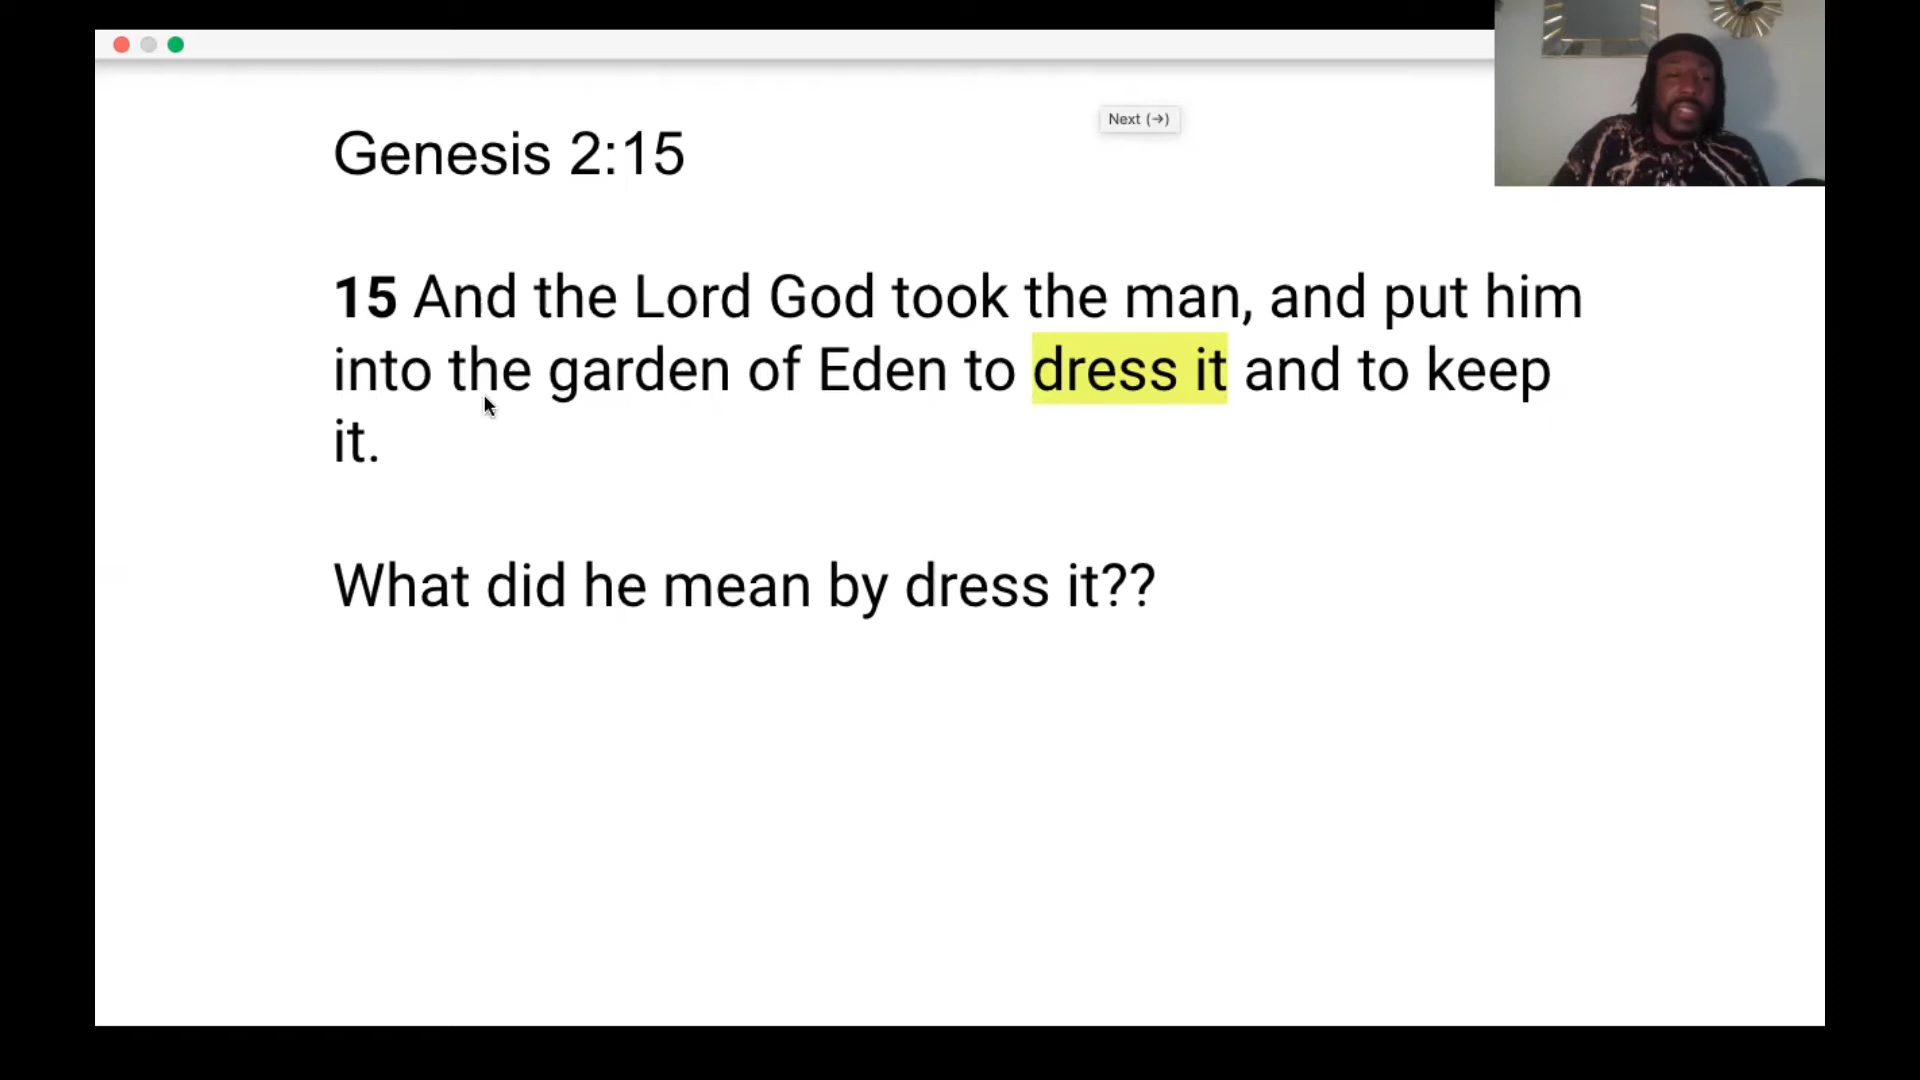 Next (→)
Genesis 2:15
15 And the Lord God took the man, and put him
into the garden of Eden to dress it and to keep
it.
What did he mean by dress it??